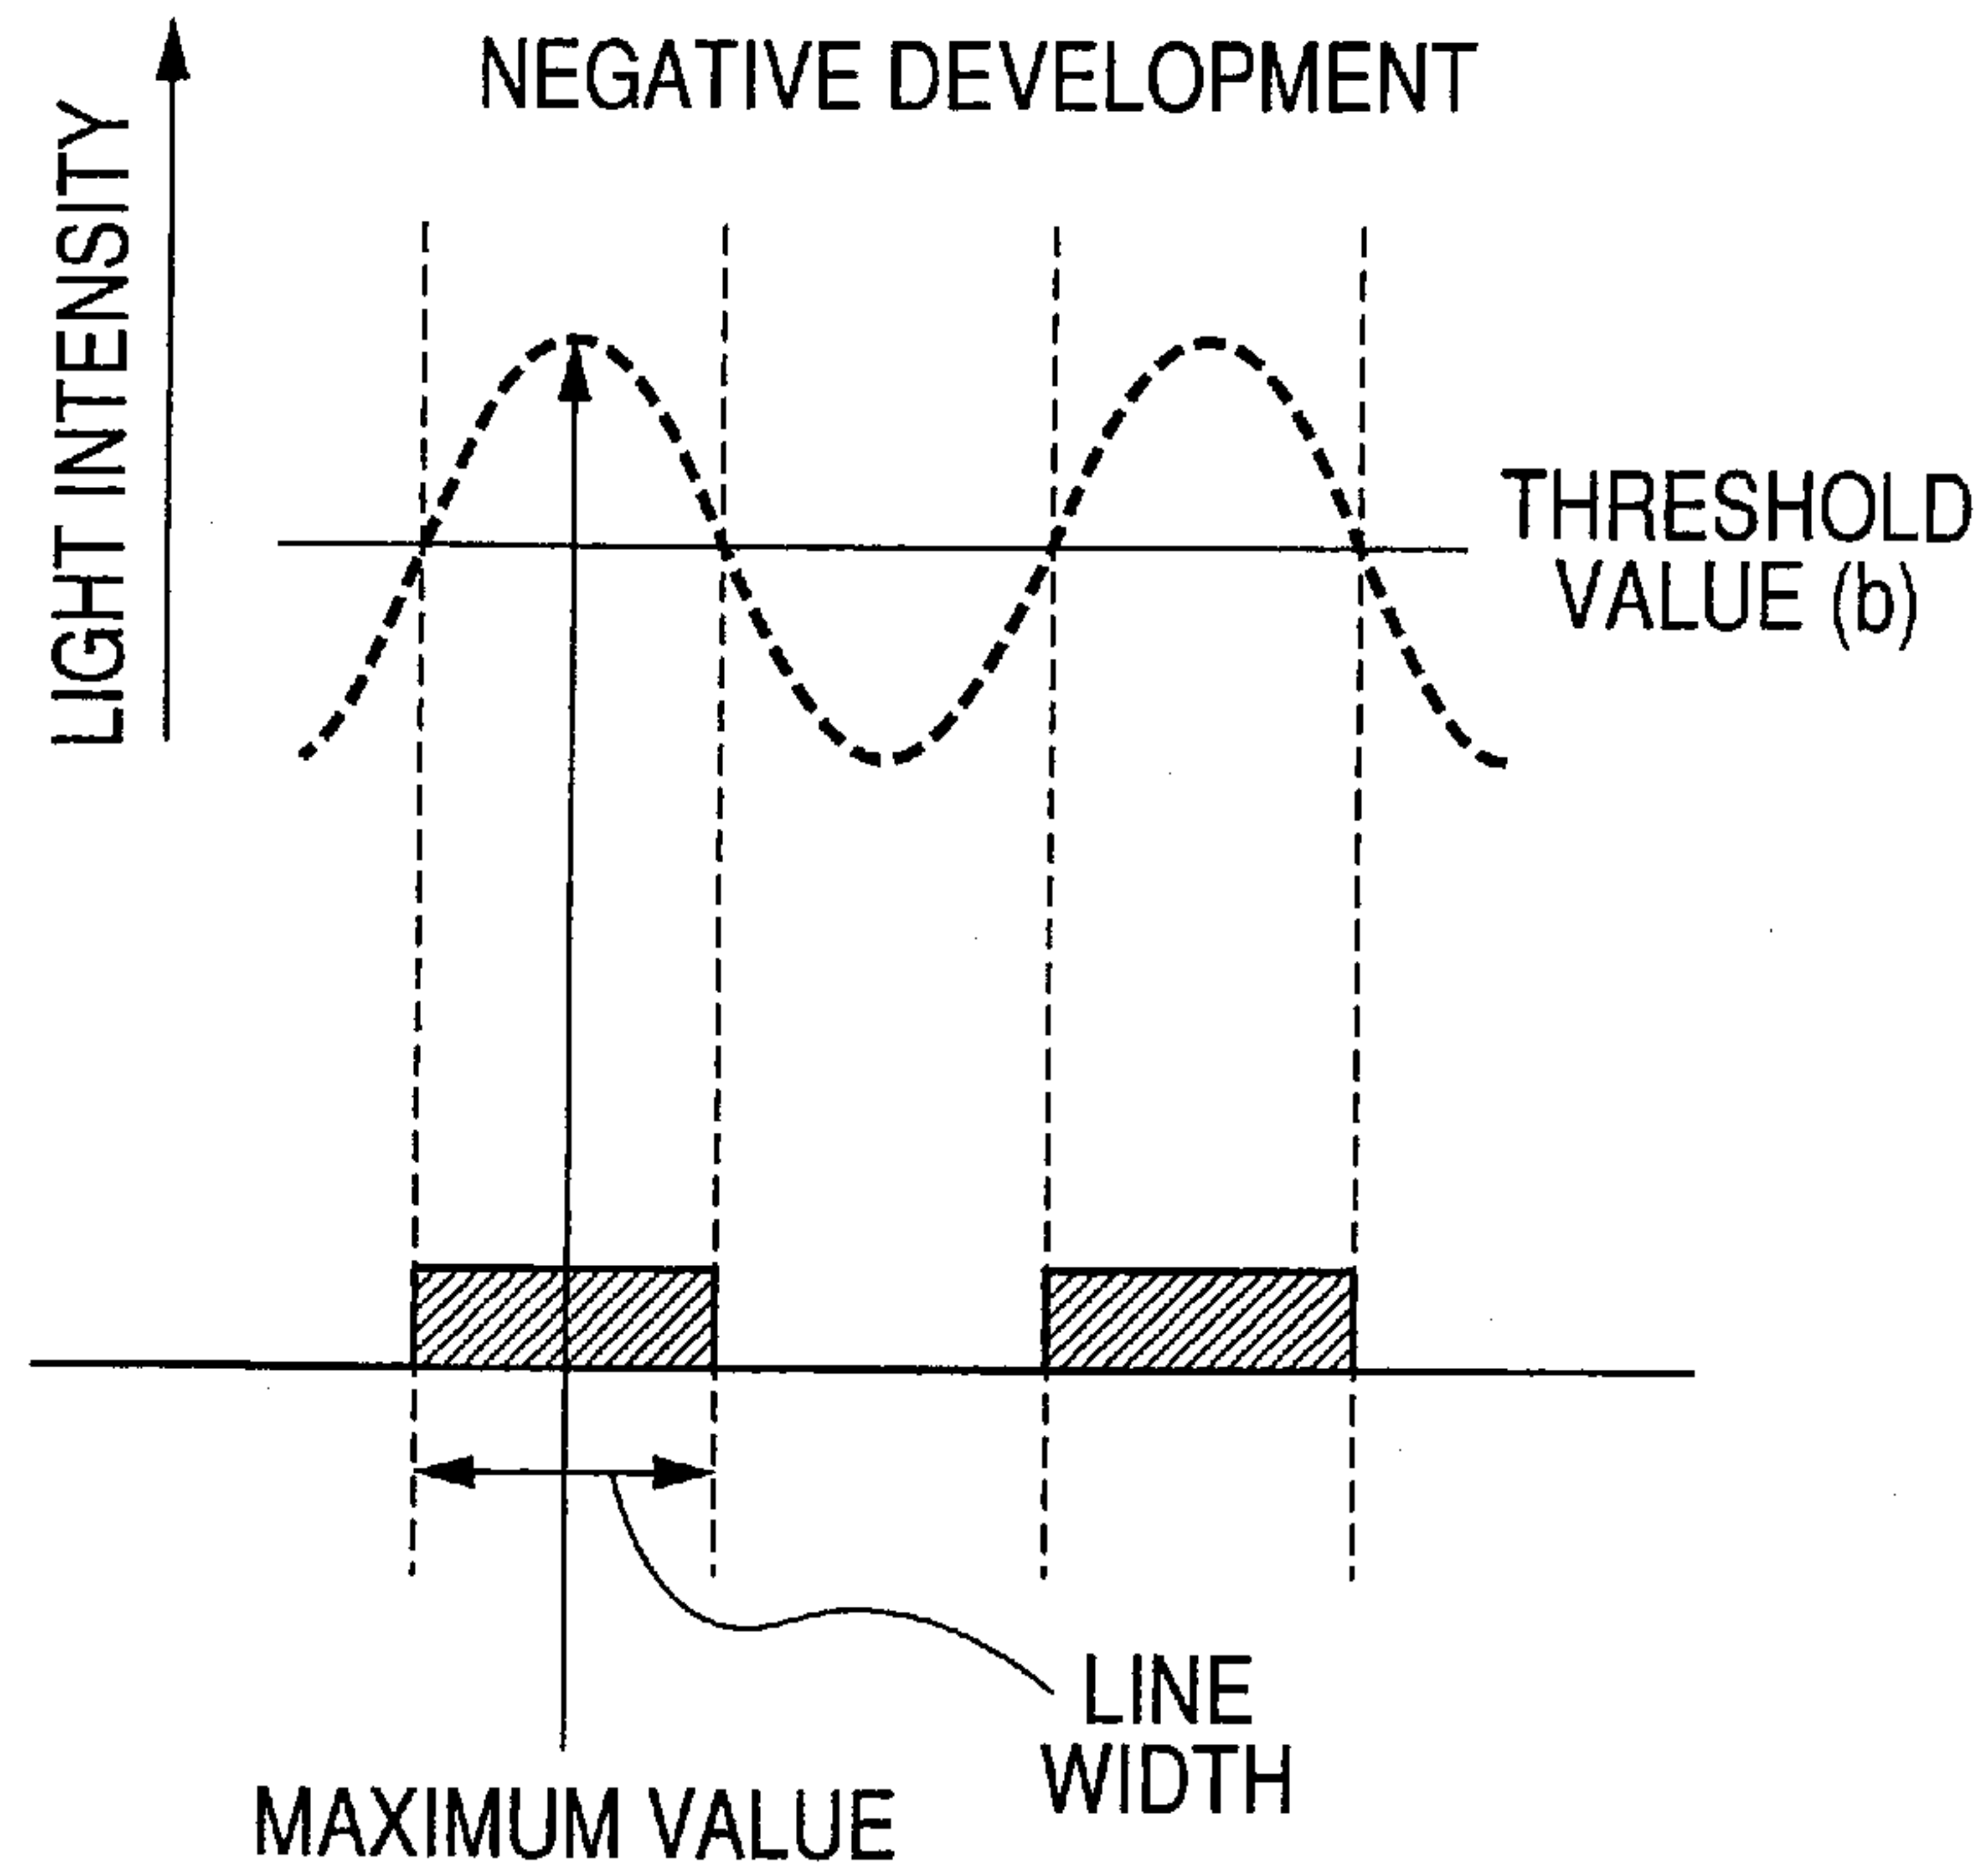 NEGATIVE DEVELOPMENT
LIGHT INTENSITY
THRESHOLD
VALUE (b)
LINE
WIDTH
MAXIMUM VALUE